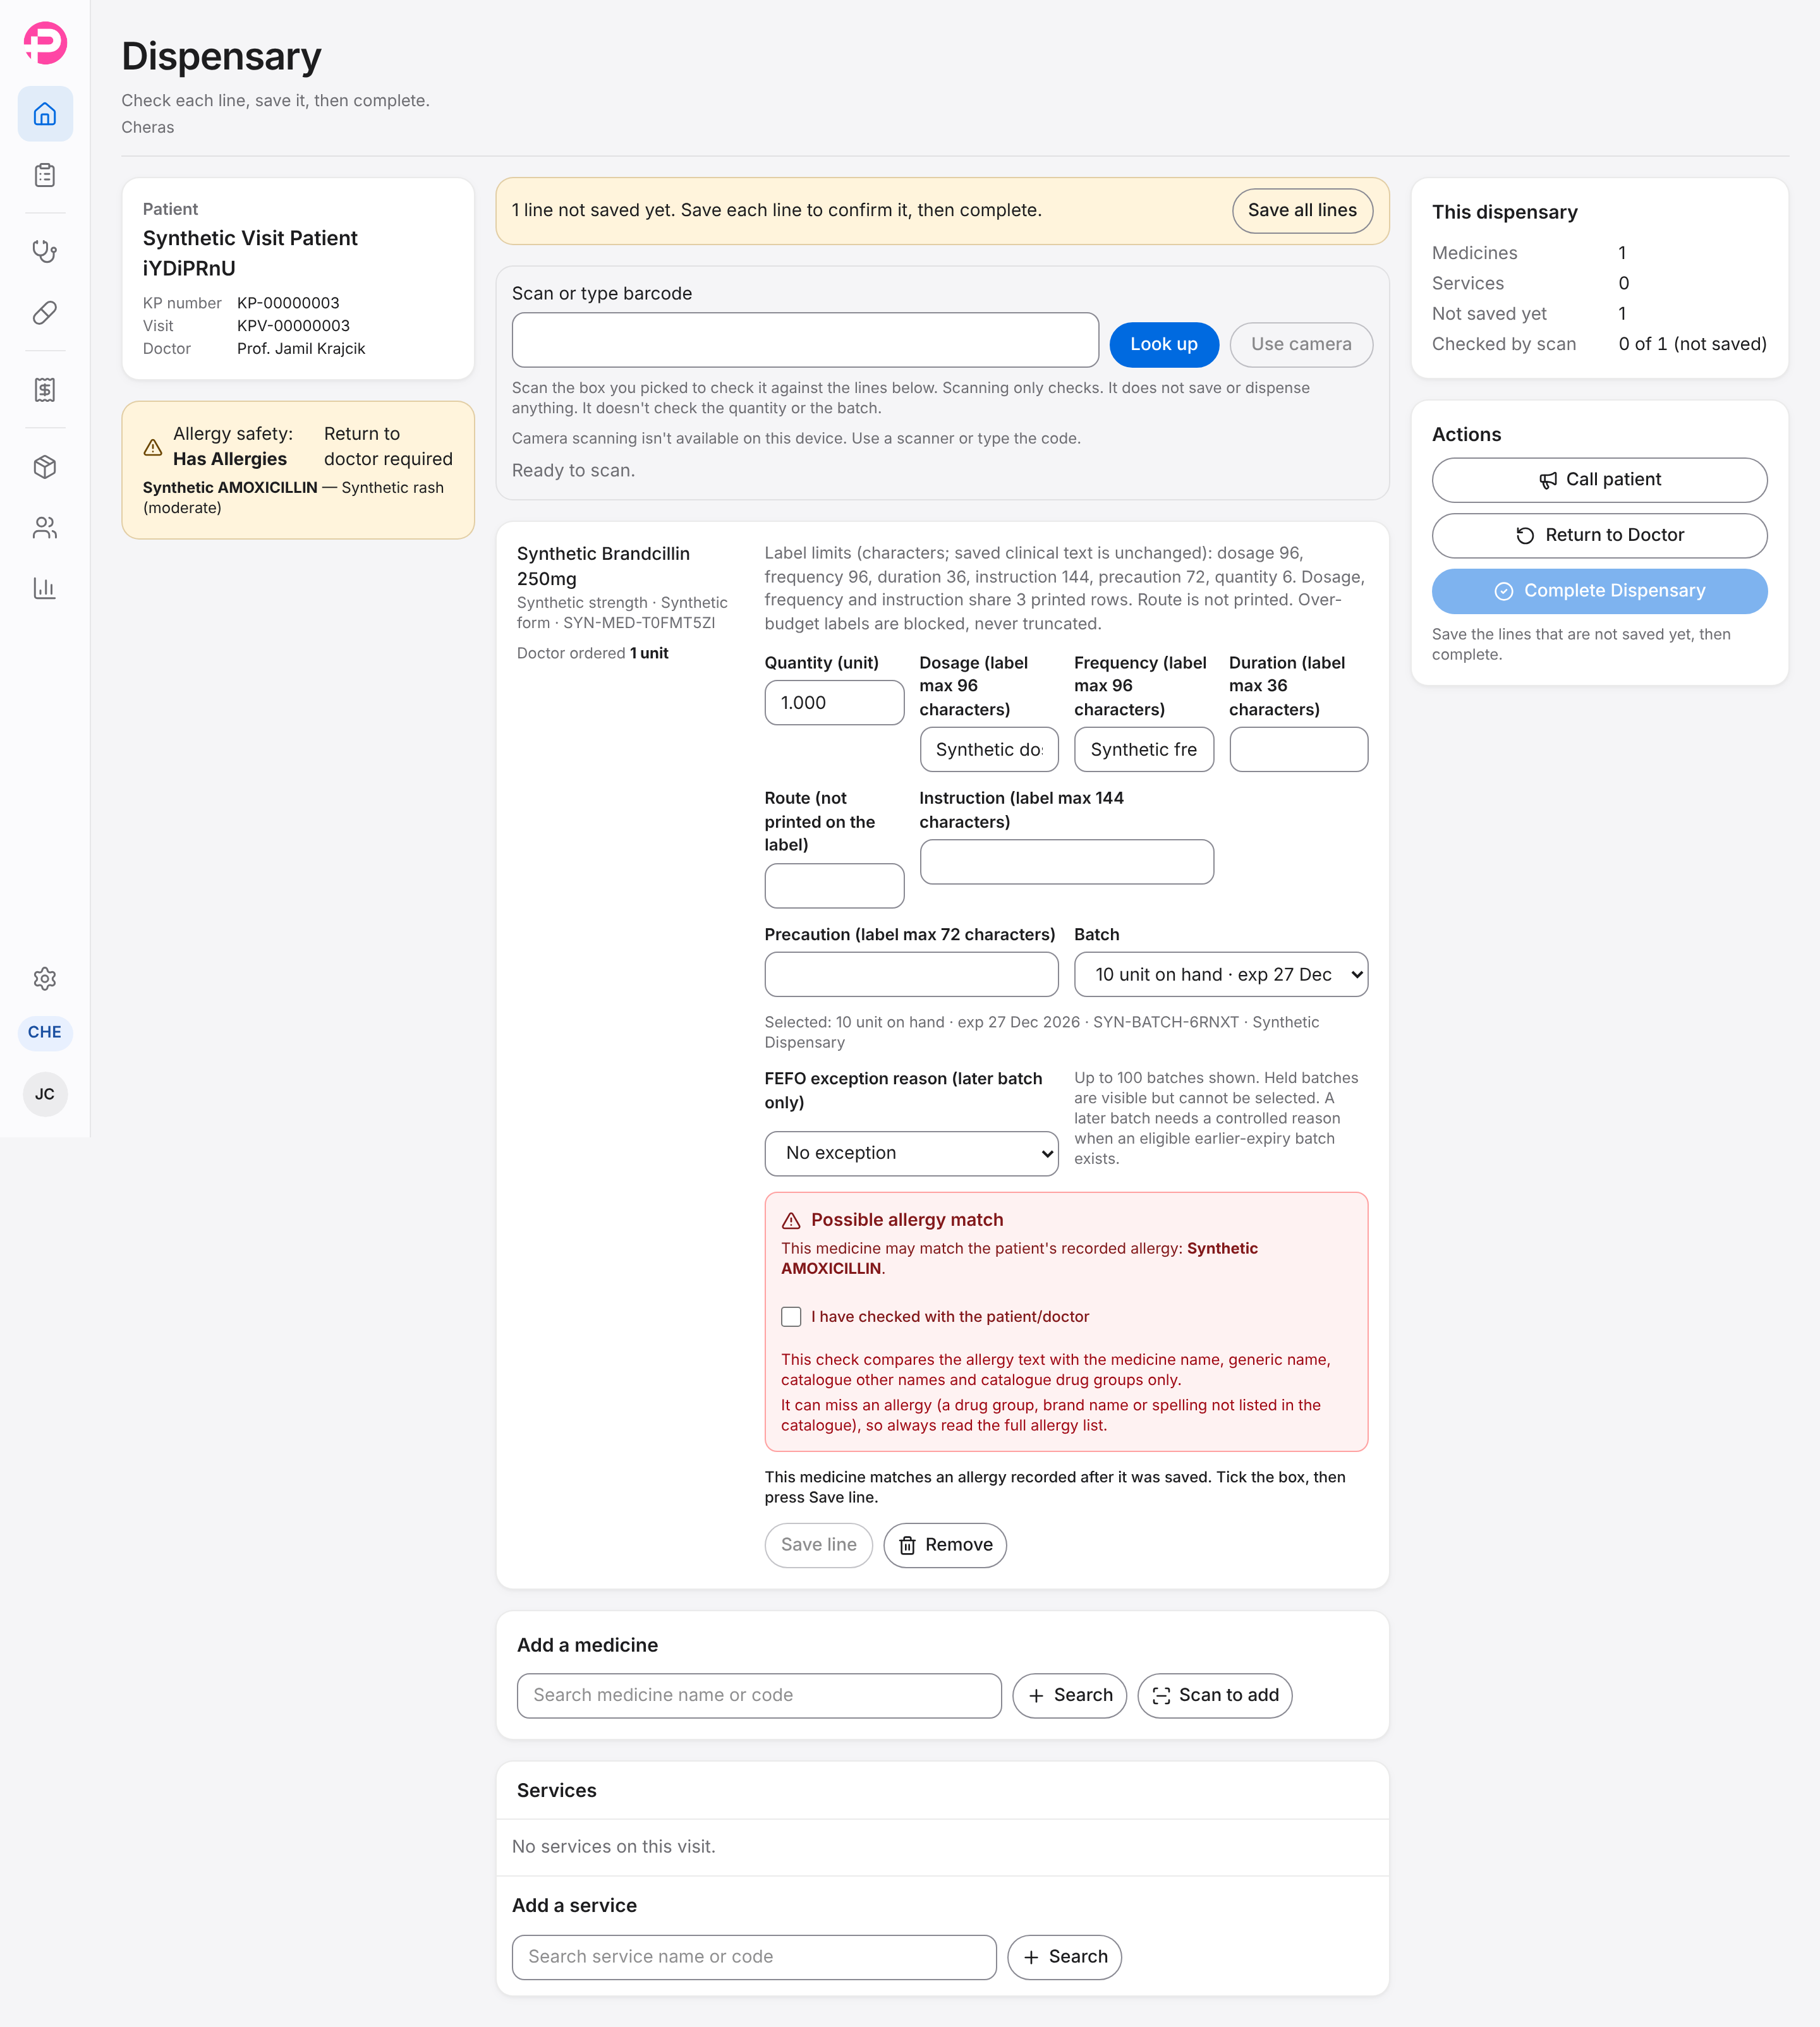 Dispensary
Check each line, save it, then complete.
Cheras
CHE
JC
Patient
Synthetic Visit Patient
iYDiPRnU
KP number KP-00000003
Visit KPV-00000003
Doctor Prof. Jamil Krajcik
Allergy safety: Has Allergies
Return to doctor required
Synthetic AMOXICILLIN — Synthetic rash
(moderate)
1 line not saved yet. Save each line to confirm it, then complete.
Save all lines
Scan or type barcode
Look up
Use camera
Scan the box you picked to check it against the lines below. Scanning only checks. It does not save or dispense
anything. It doesn't check the quantity or the batch.
Camera scanning isn't available on this device. Use a scanner or type the code.
Ready to scan.
Synthetic Brandcillin
250mg
Synthetic strength · Synthetic
form · SYN-MED-T0FMT5ZI
Doctor ordered 1 unit
Label limits (characters; saved clinical text is unchanged): dosage 96,
frequency 96, duration 36, instruction 144, precaution 72, quantity 6. Dosage,
frequency and instruction share 3 printed rows. Route is not printed. Over-
budget labels are blocked, never truncated.
Quantity (unit)
1.000
Dosage (label
max 96
characters)
Synthetic do
Frequency (label
max 96
characters)
Synthetic fre
Duration (label
max 36
characters)
Route (not
printed on the
label)
Instruction (label max 144
characters)
Precaution (label max 72 characters)
Batch
10 unit on hand · exp 27 Dec
Selected: 10 unit on hand · exp 27 Dec 2026 · SYN-BATCH-6RNXT · Synthetic
Dispensary
FEFO exception reason (later batch
only)
No exception
Up to 100 batches shown. Held batches
are visible but cannot be selected. A
later batch needs a controlled reason
when an eligible earlier-expiry batch
exists.
Possible allergy match
This medicine may match the patient's recorded allergy: Synthetic
AMOXICILLIN.
I have checked with the patient/doctor
This check compares the allergy text with the medicine name, generic name,
catalogue other names and catalogue drug groups only.
It can miss an allergy (a drug group, brand name or spelling not listed in the
catalogue), so always read the full allergy list.
This medicine matches an allergy recorded after it was saved. Tick the box, then
press Save line.
Save line
Remove
Add a medicine
Search medicine name or code
Search
Scan to add
Services
No services on this visit.
Add a service
Search service name or code
Search
This dispensary
Medicines 1
Services 0
Not saved yet 1
Checked by scan 0 of 1 (not saved)
Actions
Call patient
Return to Doctor
Complete Dispensary
Save the lines that are not saved yet, then
complete.